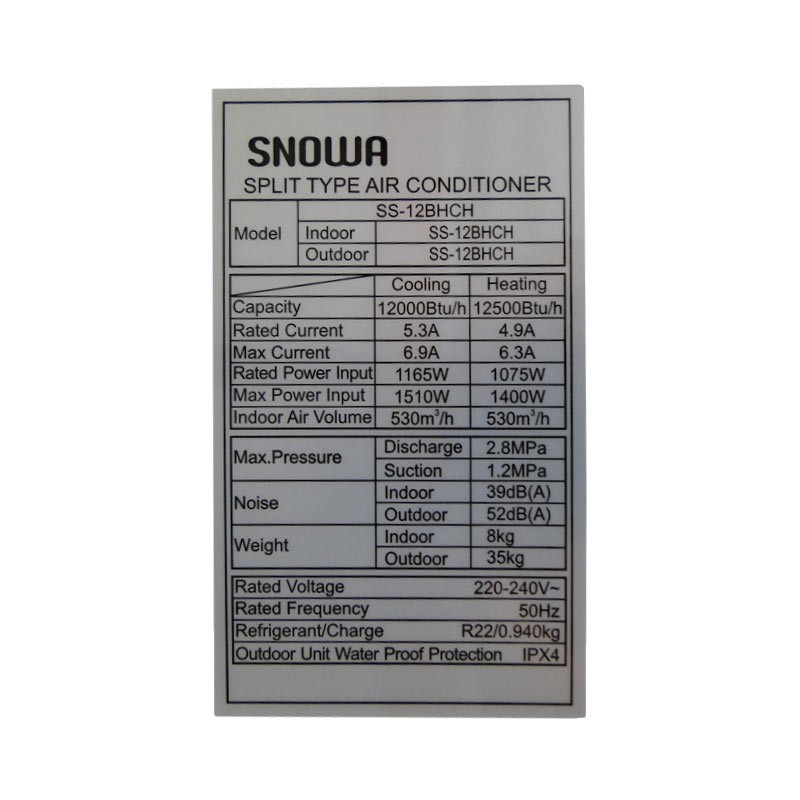 SNOWA
SPLIT TYPE AIR CONDITIONER
Model SS-12BHCH
Indoor SS-12BHCH
Outdoor SS-12BHCH
Cooling Heating
Capacity 12000Btu/h 12500Btu/h
Rated Current 5.3A 4.9A
Max Current 6.9A 6.3A
Rated Power Input 1165W 1075W
Max Power Input 1510W 1400W
Indoor Air Volume 530m³/h 530m³/h
Max.Pressure Discharge 2.8MPa
Suction 1.2MPa
Noise Indoor 39dB(A)
Outdoor 52dB(A)
Weight Indoor 8kg
Outdoor 35kg
Rated Voltage 220-240V~
Rated Frequency 50Hz
Refrigerant/Charge R22/0.940kg
Outdoor Unit Water Proof Protection IPX4